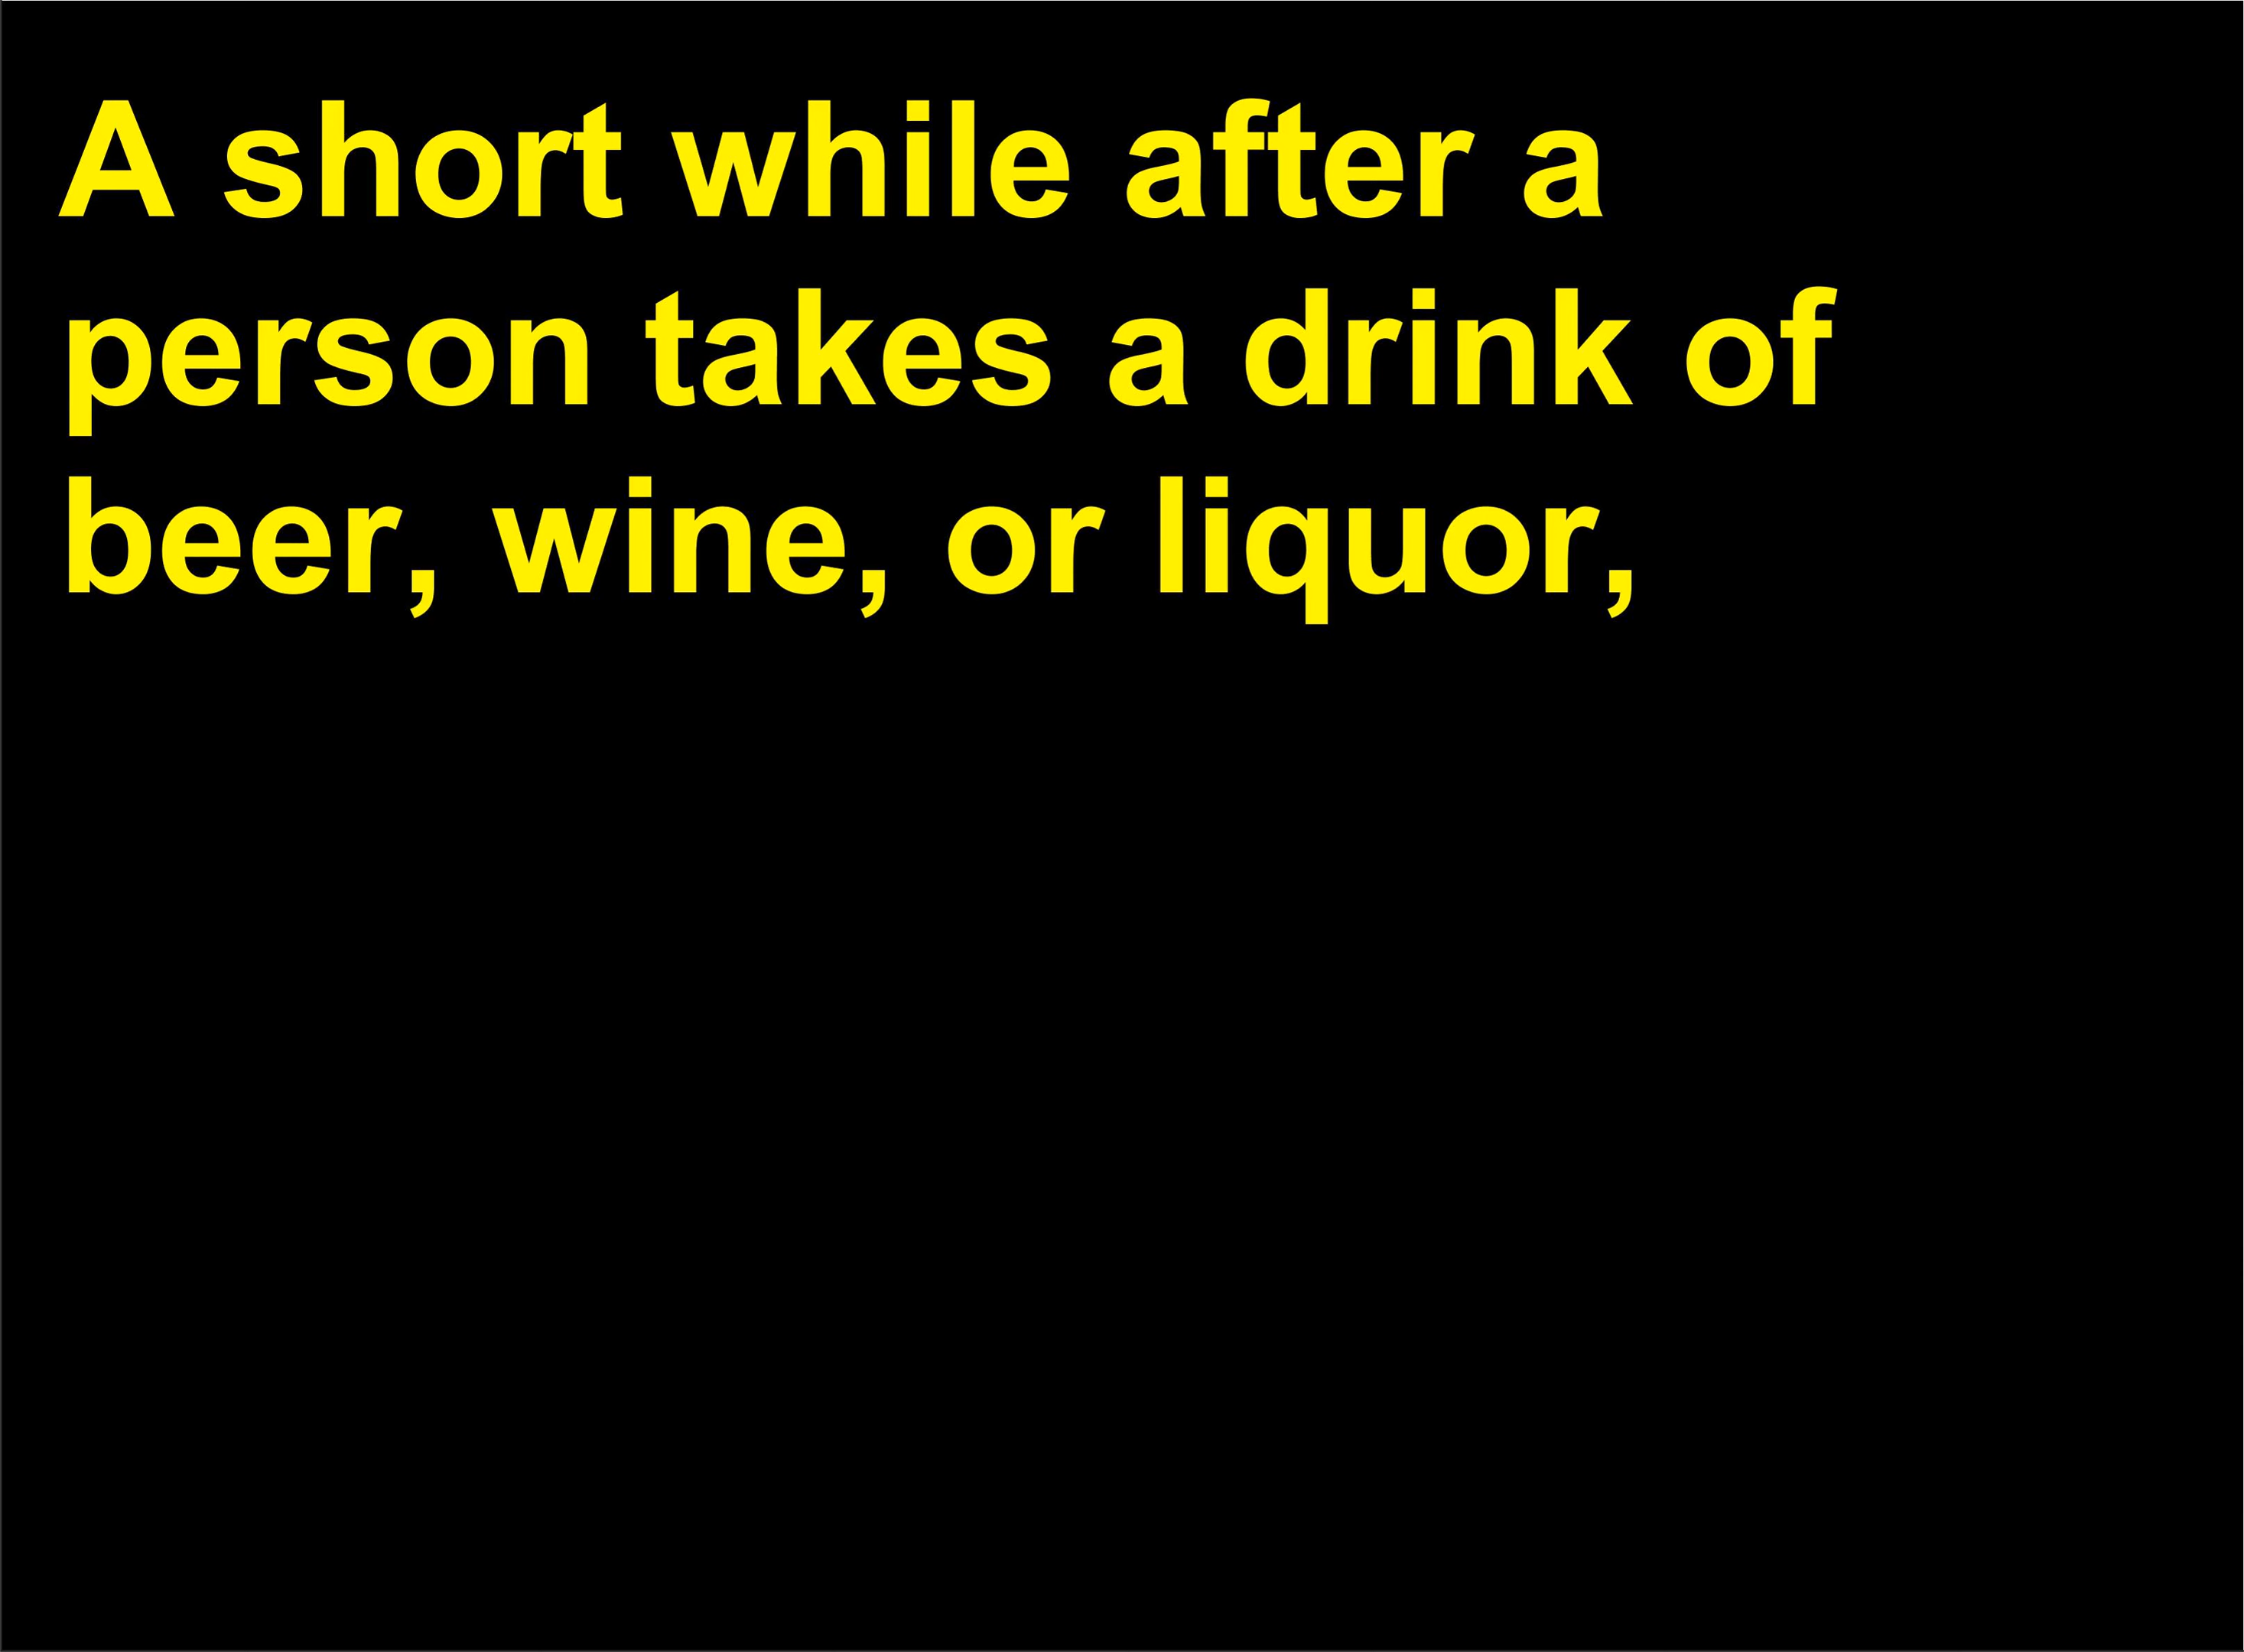 A short while after a
person takes a drink of
beer, wine, or liquor,